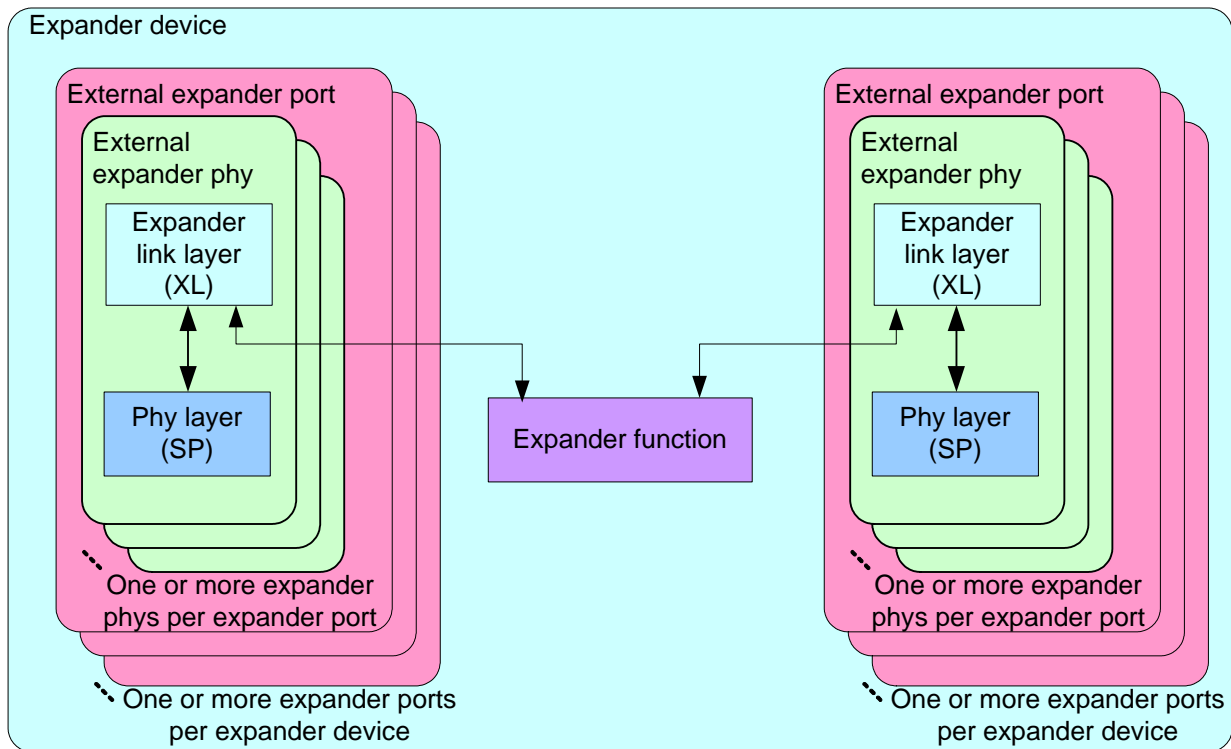 Expander device
External expander port
External
expander phy
Expander
link layer
(XL)
Phy layer
(SP)
One or more expander
phys per expander port
One or more expander ports
per expander device
Expander function
External expander port
External
expander phy
Expander
link layer
(XL)
Phy layer
(SP)
One or more expander
phys per expander port
One or more expander ports
per expander device